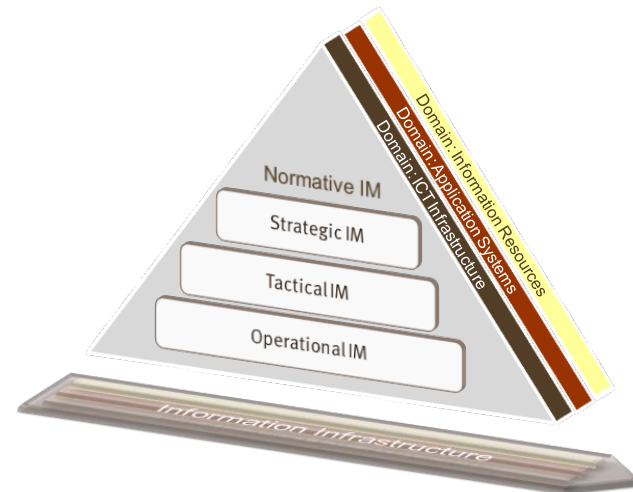 Normative IM
Strategic IM
Tactical IM
Operational IM
Domain: ICT Infrastructure
Domain: Application Systems
Domain: Information Resources
Information Infrastructure